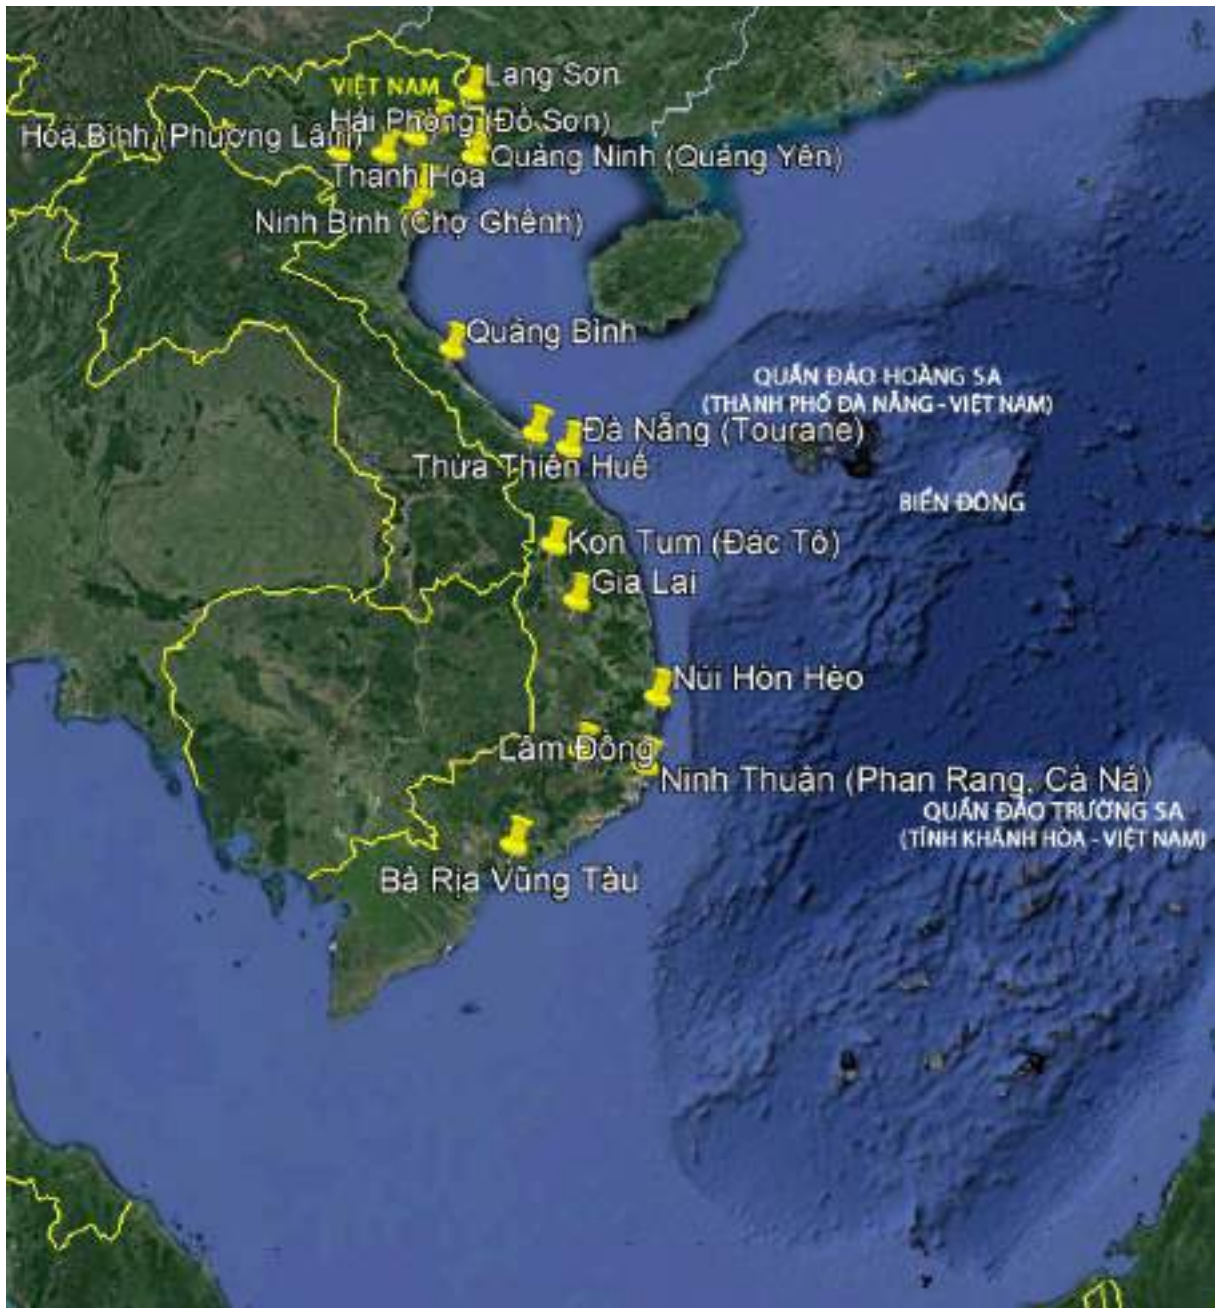 Lang Sơn
VIỆT NAM
Hải Phòng (Đồ Sơn)
Hòa Bình (Phương Lâm)
Quảng Ninh (Quảng Yên)
Thanh Hóa
Ninh Bình (Chợ Ghềnh)
Quảng Bình
QUẦN ĐẢO HOÀNG SA
(THÀNH PHỐ ĐÀ NẴNG - VIỆT NAM)
Đà Nẵng (Tourane)
Thừa Thiên Huế
BIỂN ĐÔNG
Kon Tum (Đác Tô)
Gia Lai
Núi Hòn Hèo
Lâm Đồng
Ninh Thuận (Phan Rang, Cà Ná)
QUẦN ĐẢO TRƯỜNG SA
(TỈNH KHÁNH HÒA - VIỆT NAM)
Bà Rịa Vũng Tàu